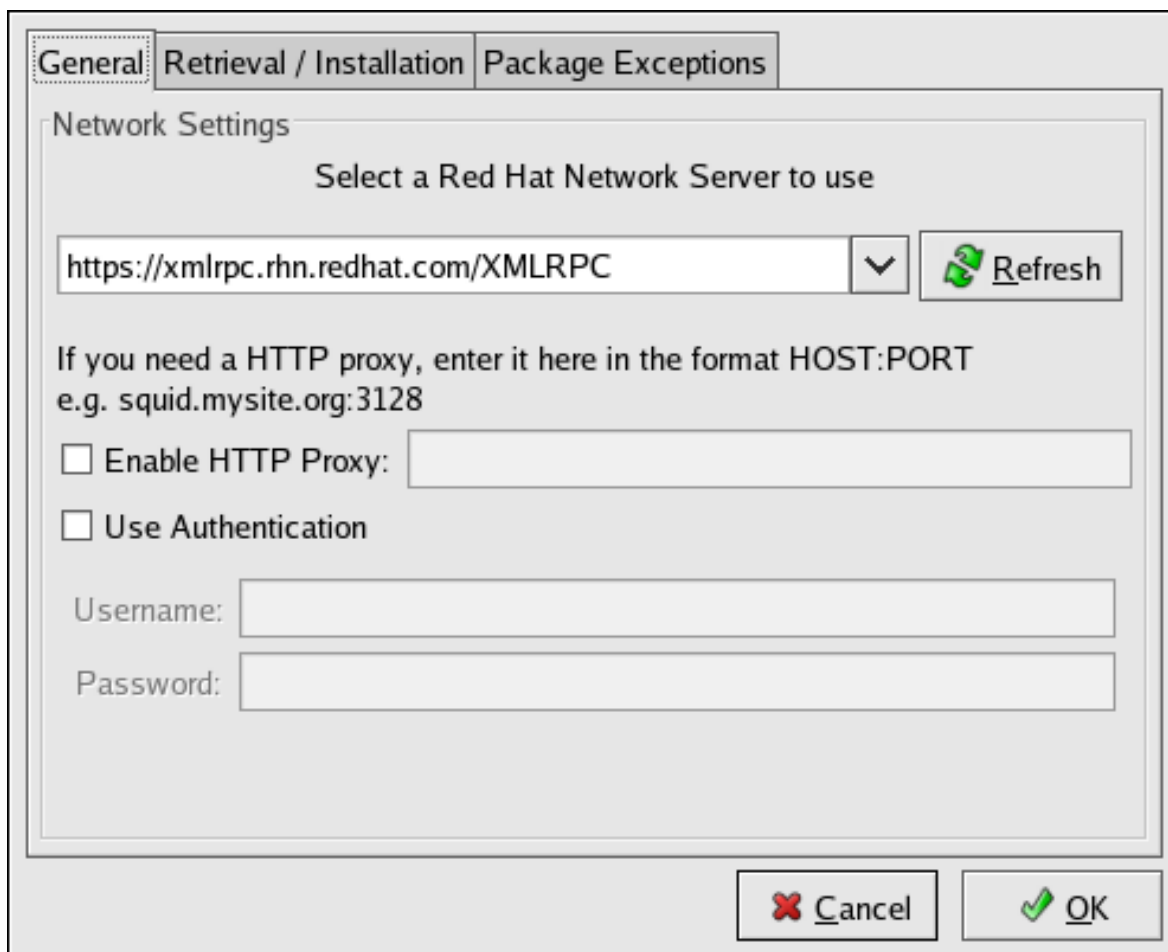 General Retrieval / Installation Package Exceptions
Network Settings
Select a Red Hat Network Server to use
https://xmlrpc.rhn.redhat.com/XMLRPC Refresh
If you need a HTTP proxy, enter it here in the format HOST:PORT
e.g. squid.mysite.org:3128
Enable HTTP Proxy:
Use Authentication
Username:
Password:
Cancel OK